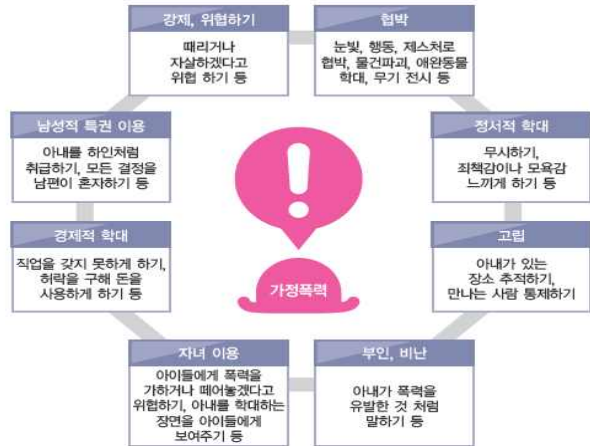 강제, 위협하기
때리거나
자살하겠다고
위협 하기 등
협박
눈빛, 행동, 제스처로
협박, 물건파괴, 애완동물
학대, 무기 전시 등
남성적 특권 이용
아내를 하인처럼
취급하기, 모든 결정을
남편이 혼자하기 등
정서적 학대
무시하기,
죄책감이나 모욕감
느끼게 하기 등
경제적 학대
직업을 갖지 못하게 하기,
허락을 구해 돈을
사용하게 하기 등
고립
아내가 있는
장소 추적하기,
만나는 사람 통제하기
가정폭력
자녀 이용
아이들에게 폭력을
가하거나 떼어놓겠다고
위협하기, 아내를 학대하는
장면을 아이들에게
보여주기 등
부인, 비난
아내가 폭력을
유발한 것 처럼
말하기 등